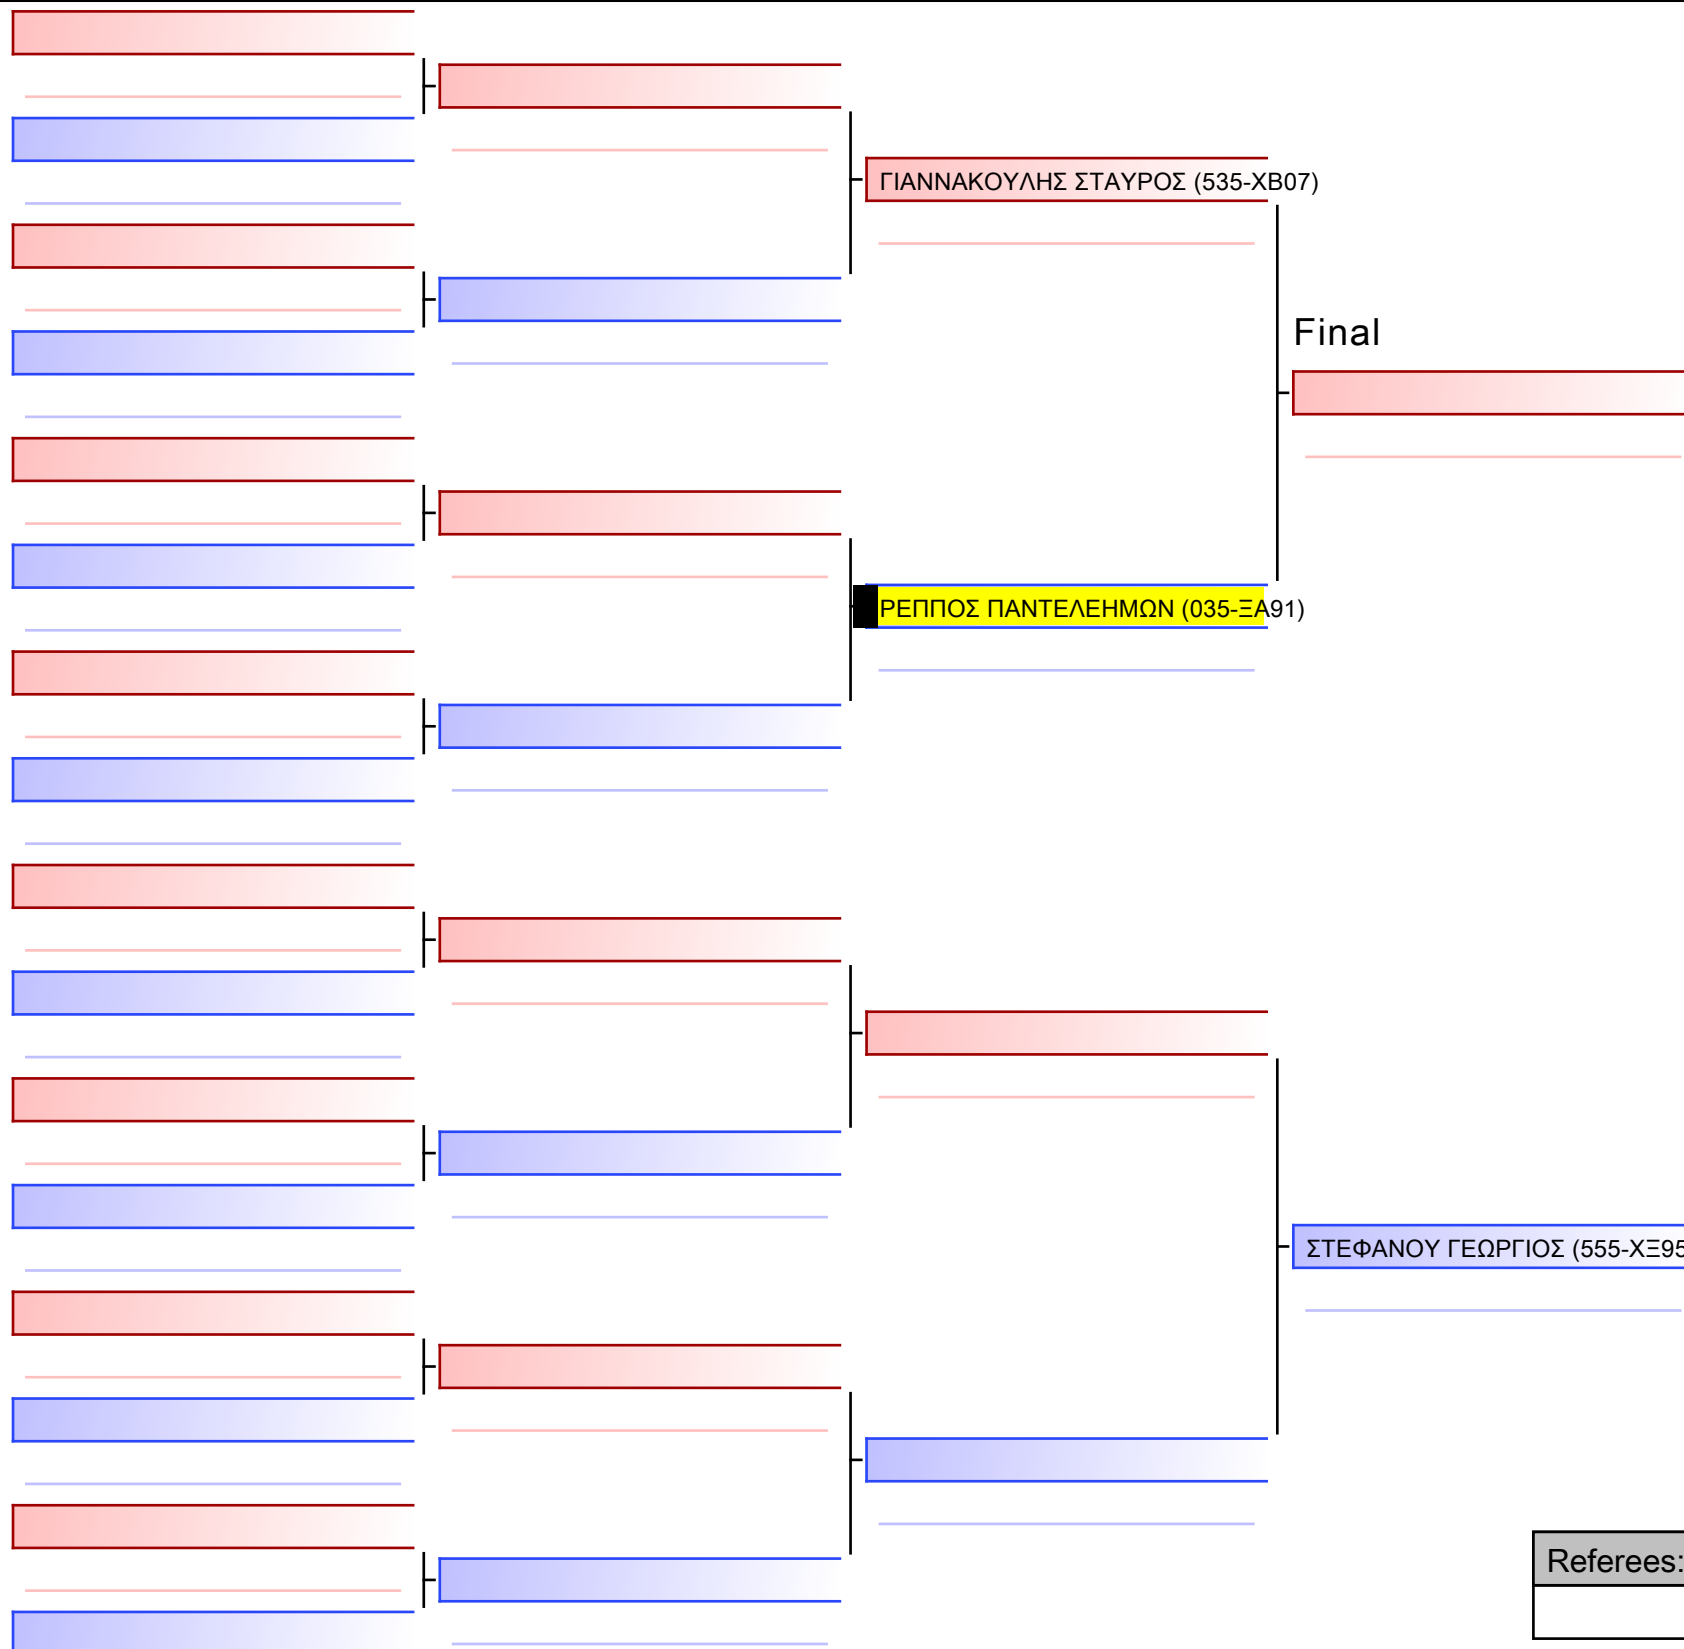 ΓΙΑΝΝΑΚΟΥΛΗΣ ΣΤΑΥΡΟΣ (535-ΧΒ07)
Final
ΡΕΠΠΟΣ ΠΑΝΤΕΛΕΗΜΩΝ (035-ΞΑ91)
ΣΤΕΦΑΝΟΥ ΓΕΩΡΓΙΟΣ (555-ΧΞ95
Referees: